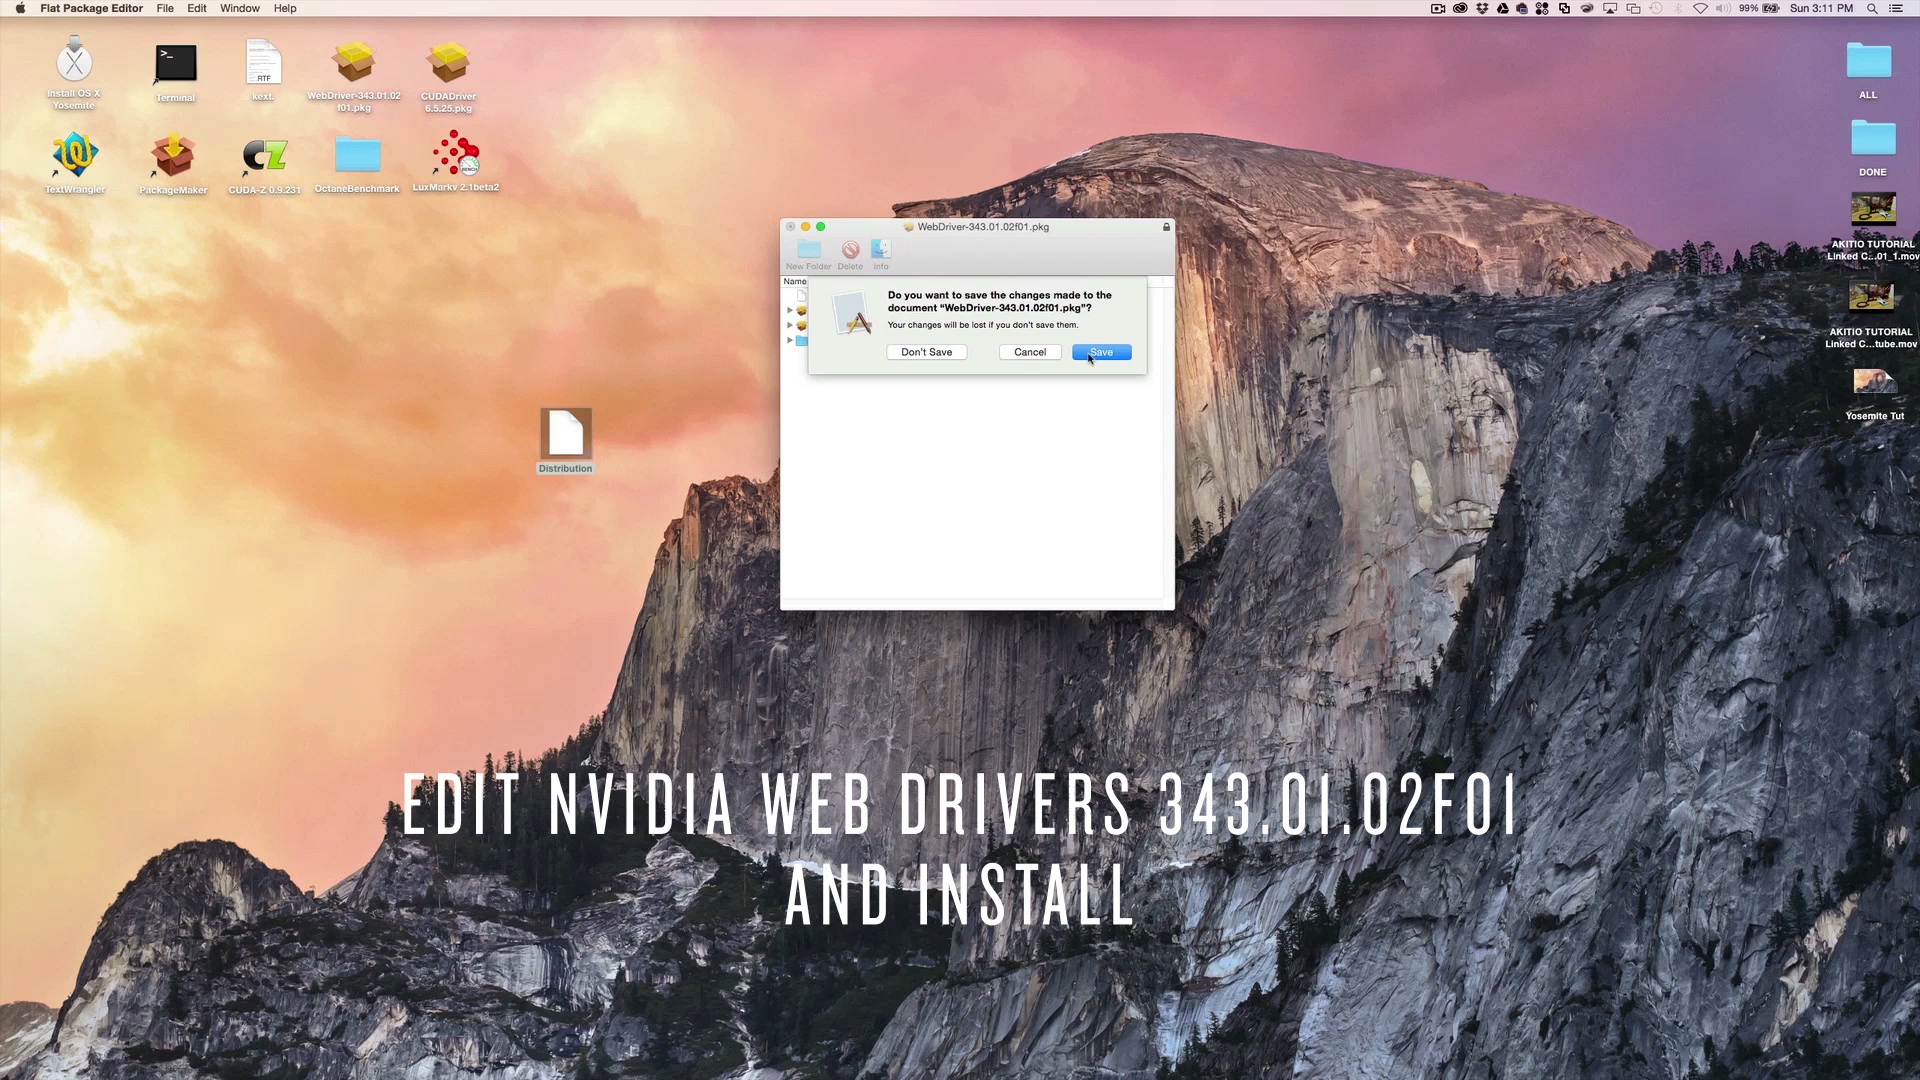 Flat Package Editor File Edit Window Help
99% Sun 3:11 PM
Install OS X
Yosemite
Terminal
RTF
kext.
WebDriver-343.01.02
f01.pkg
CUDADriver
6.5.25.pkg
TextWrangler
PackageMaker
CZ
CUDA-Z 0.9.231
OctaneBenchmark
BENCH
LuxMarkv 2.1beta2
ALL
DONE
AKITIO TUTORIAL
Linked C...01_1.mov
AKITIO TUTORIAL
Linked C...tube.mov
Yosemite Tut
Distribution
WebDriver-343.01.02f01.pkg
New Folder Delete Info
Name
Do you want to save the changes made to the
document “WebDriver-343.01.02f01.pkg”?
Your changes will be lost if you don’t save them.
Don’t Save Cancel Save
EDIT NVIDIA WEB DRIVERS 343.01.02F01
AND INSTALL